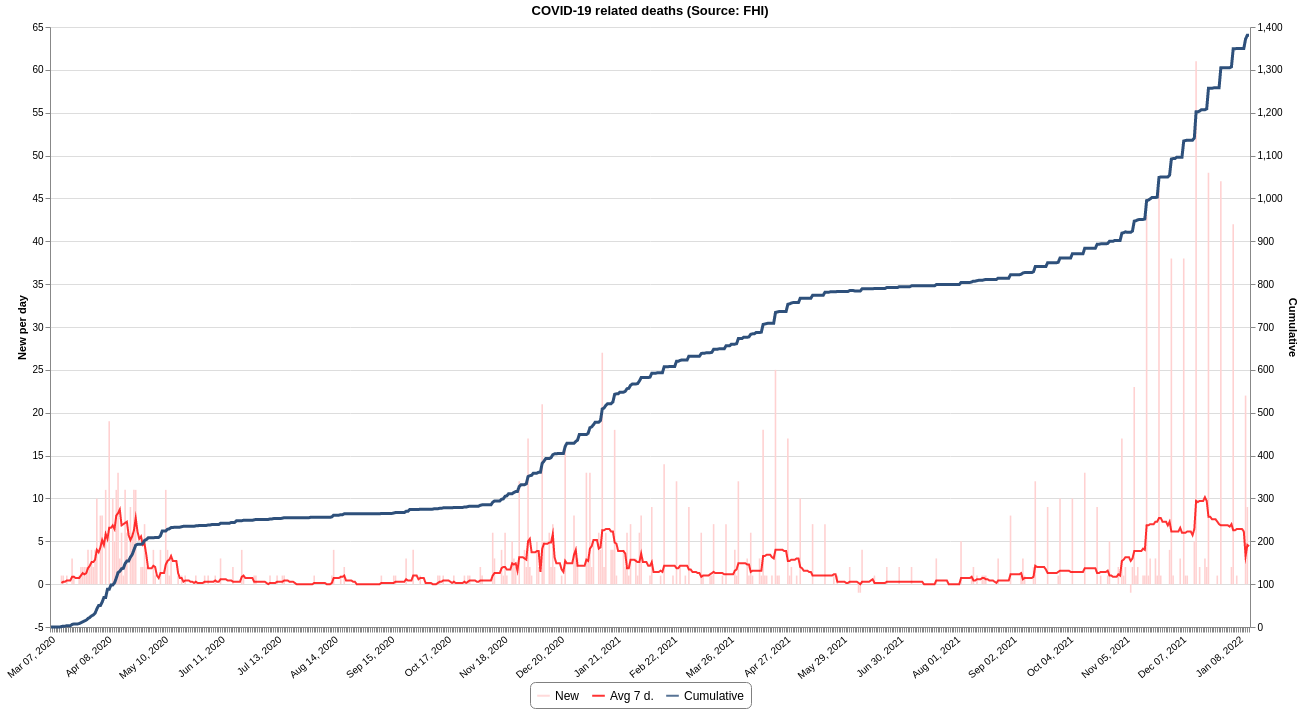 COVID-19 related deaths (Source: FHI)
65
60
55
50
45
40
35
30
25
20
15
10
5
0
-5
New per day
1,400
1,300
1,200
1,100
1,000
900
800
700
600
500
400
300
200
100
0
Cumulative
Mar 07, 2020
Apr 08, 2020
May 10, 2020
Jun 11, 2020
Jul 13, 2020
Aug 14, 2020
Sep 15, 2020
Oct 17, 2020
Nov 18, 2020
Dec 20, 2020
Jan 21, 2021
Feb 22, 2021
Mar 26, 2021
Apr 27, 2021
May 29, 2021
Jun 30, 2021
Aug 01, 2021
Sep 02, 2021
Oct 04, 2021
Nov 05, 2021
Dec 07, 2021
Jan 08, 2022
New Avg 7 d. Cumulative